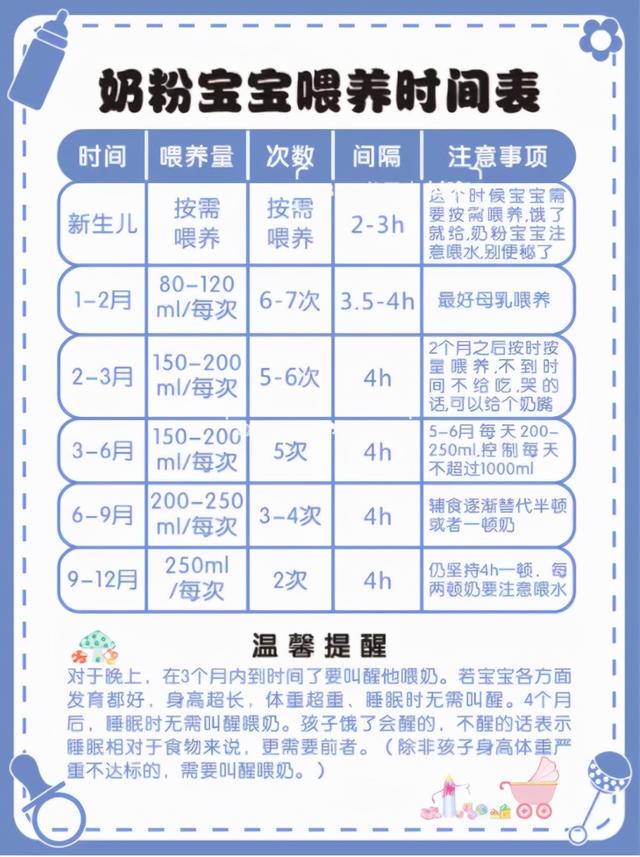 奶粉宝宝喂养时间表
时间 喂养量 次数 间隔 注意事项
新生儿
按需
喂养
按需
喂养
2-3h
这个时候宝宝需
要按需喂养,饿了
就给,奶粉宝宝注
意喂水,别便秘了
1-2月
80-120
ml/每次
6-7次
3.5-4h
最好母乳喂养
2-3月
150-200
ml/每次
5-6次
4h
2个月之后按时按
量喂养,不到时
间不给吃,哭的
话,可以给个奶嘴
3-6月
150-200
ml/每次
5次
4h
5-6月每天200-
250ml,控制每天
不超过1000ml
6-9月
200-250
ml/每次
3-4次
4h
辅食逐渐替代半顿
或者一顿奶
9-12月
250ml
/每次
2次
4h
仍坚持4h一顿．每
两顿奶要注意喂水
温馨提醒
对于晚上，在3个月内到时间了要叫醒他喂奶。若宝宝各方面
发育都好，身高超长，体重超重、睡眠时无需叫醒。4个月
后，睡眠时无需叫醒喂奶。孩子饿了会醒的，不醒的话表示
睡眠相对于食物来说，更需要前者。（除非孩子身高体重严
重不达标的，需要叫醒喂奶。）